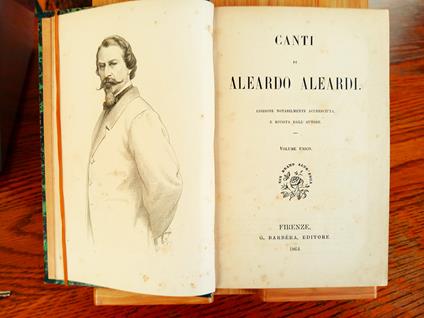 CANTI
DI
ALEARDO ALEARDI.
EDIZIONE NOTABILMENTE ACCRESCIUTA,
E RIVISTA DALL'AUTORE.
VOLUME UNICO.
FIRENZE,
G. BARBÈRA, EDITORE
1864.